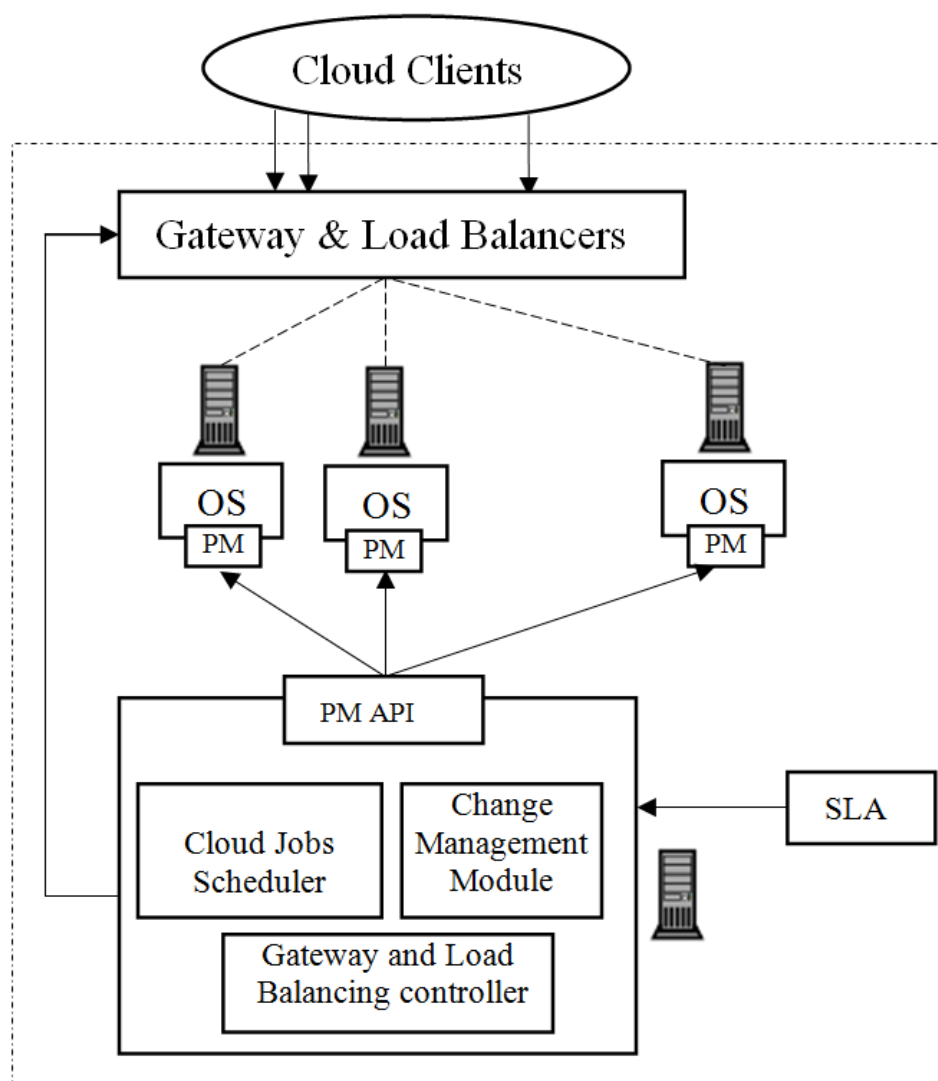 Cloud Clients
Gateway & Load Balancers
OS
PM
OS
PM
OS
PM
PM API
Cloud Jobs
Scheduler
Change
Management
Module
Gateway and Load
Balancing controller
SLA